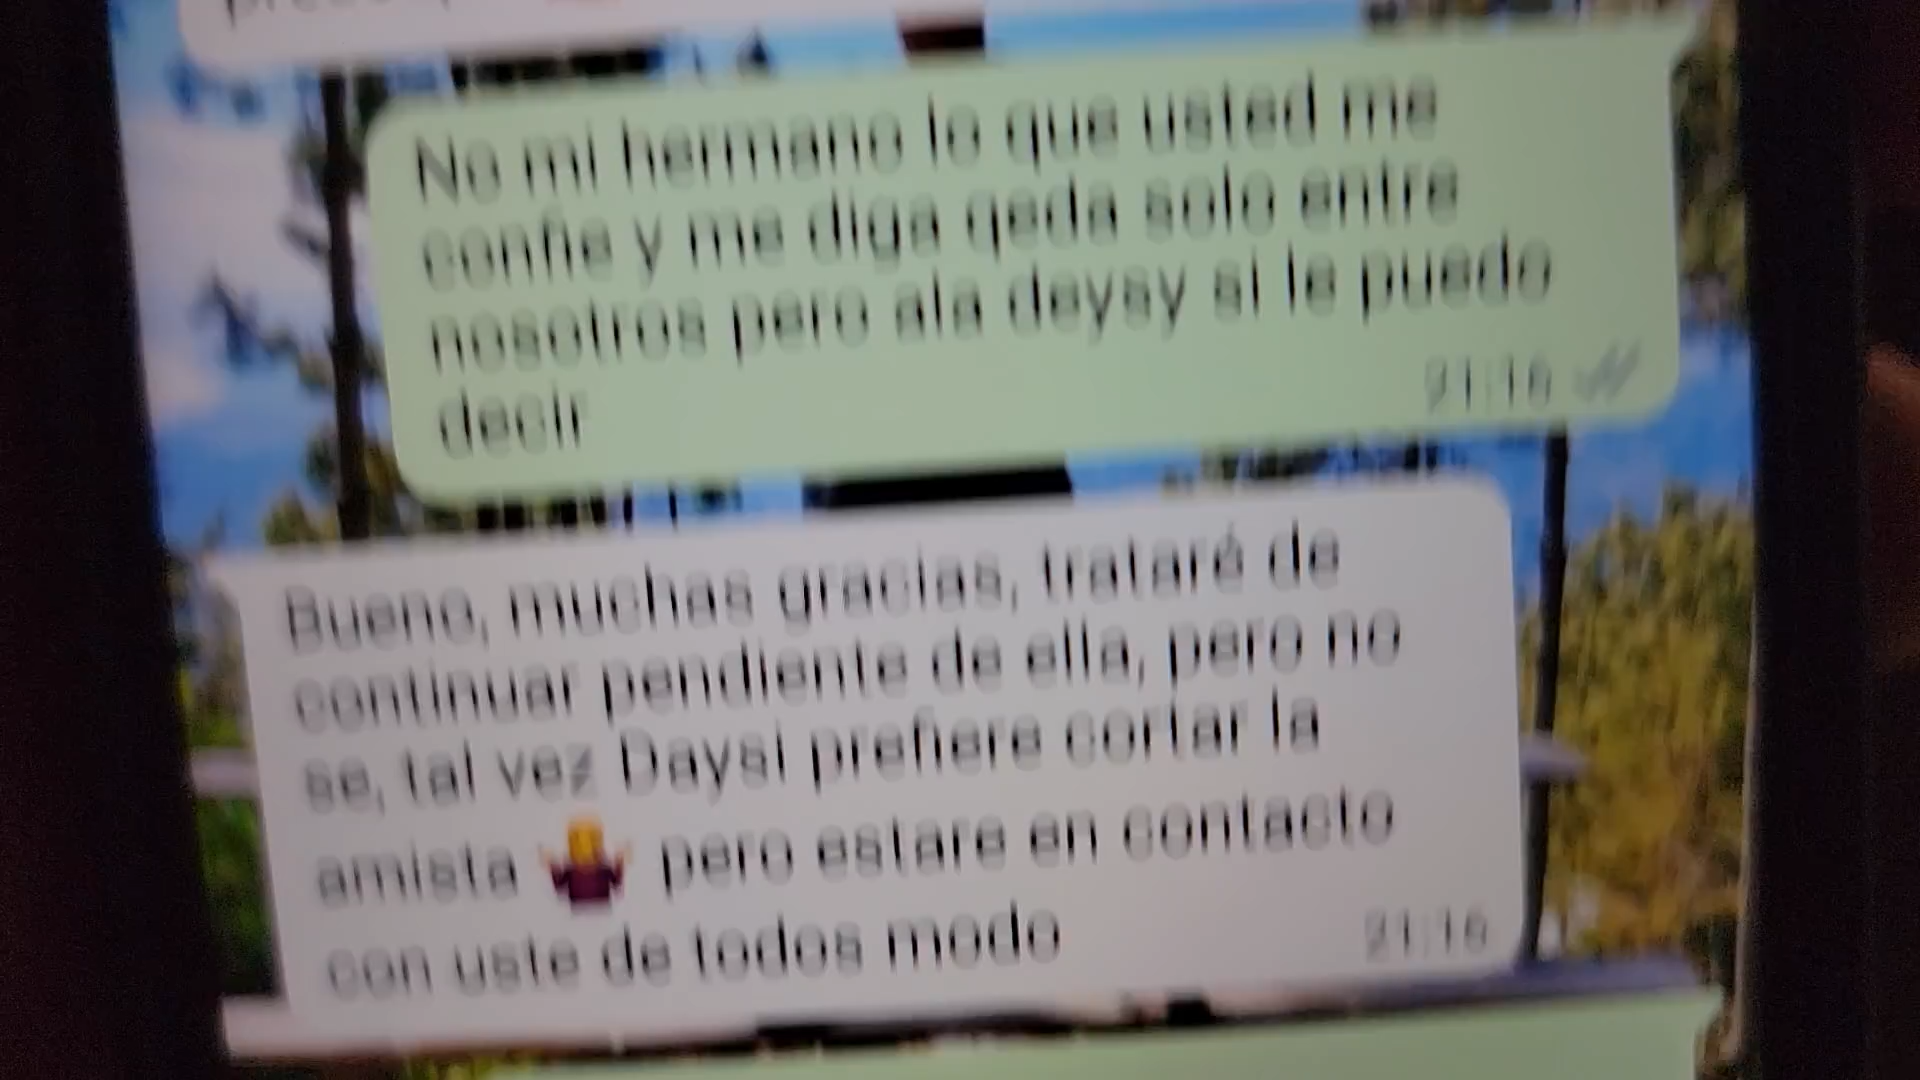 No mi hermano lo que usted me
confie y me diga qeda solo entre
nosotros pero ala deysy si le puedo
decir
21:16
Bueno, muchas gracias, trataré de
continuar pendiente de ella, pero no
se, tal vez Daysi prefiere cortar la
amista 🤷 pero estare en contacto
con uste de todos modo
21:16